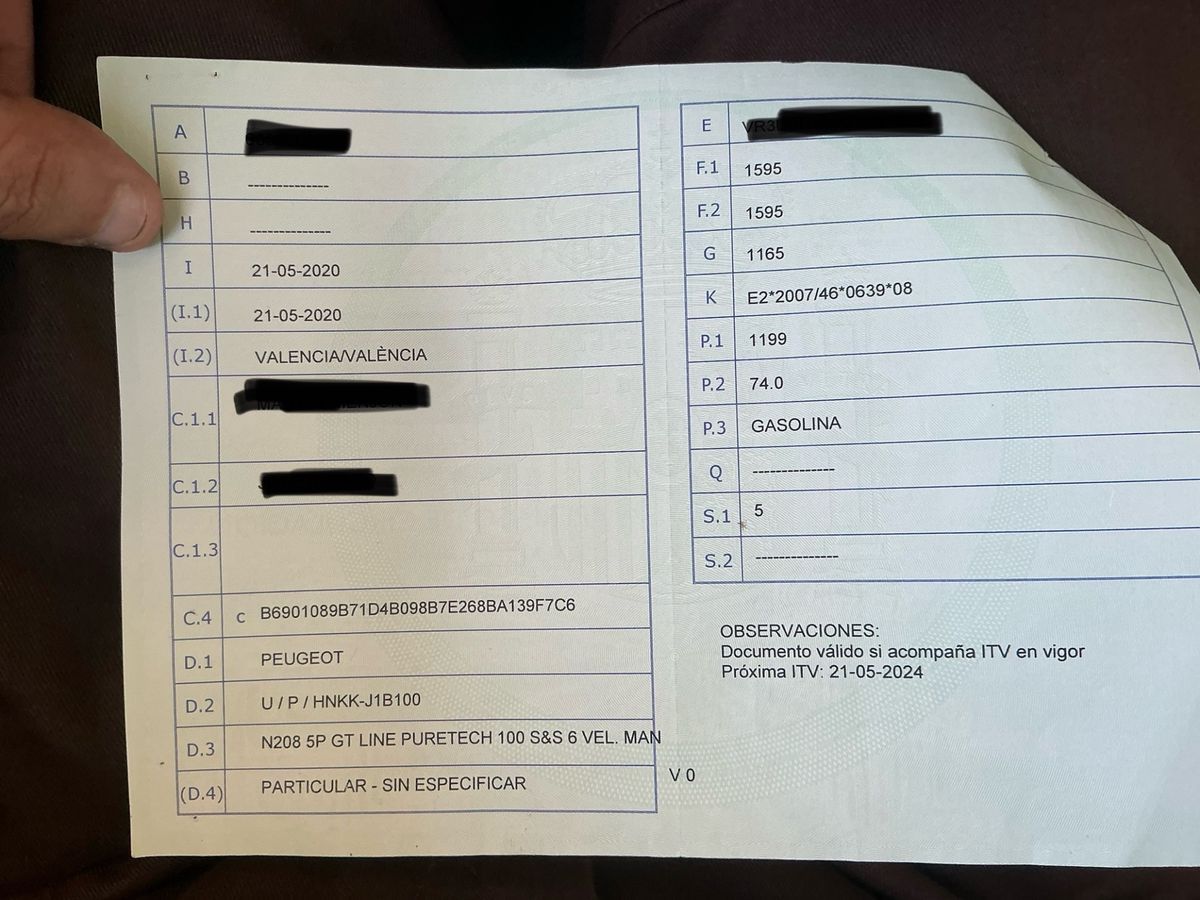 A
B --------------
H --------------
I 21-05-2020
(I.1) 21-05-2020
(I.2) VALENCIA/VALÈNCIA
C.1.1
C.1.2
C.1.3
C.4 c B6901089B71D4B098B7E268BA139F7C6
D.1 PEUGEOT
D.2 U / P / HNKK-J1B100
D.3 N208 5P GT LINE PURETECH 100 S&S 6 VEL. MAN
(D.4) PARTICULAR - SIN ESPECIFICAR
V 0
E VR3
F.1 1595
F.2 1595
G 1165
K E2*2007/46*0639*08
P.1 1199
P.2 74.0
P.3 GASOLINA
Q --------------
S.1 5
S.2 --------------
OBSERVACIONES:
Documento válido si acompaña ITV en vigor
Próxima ITV: 21-05-2024